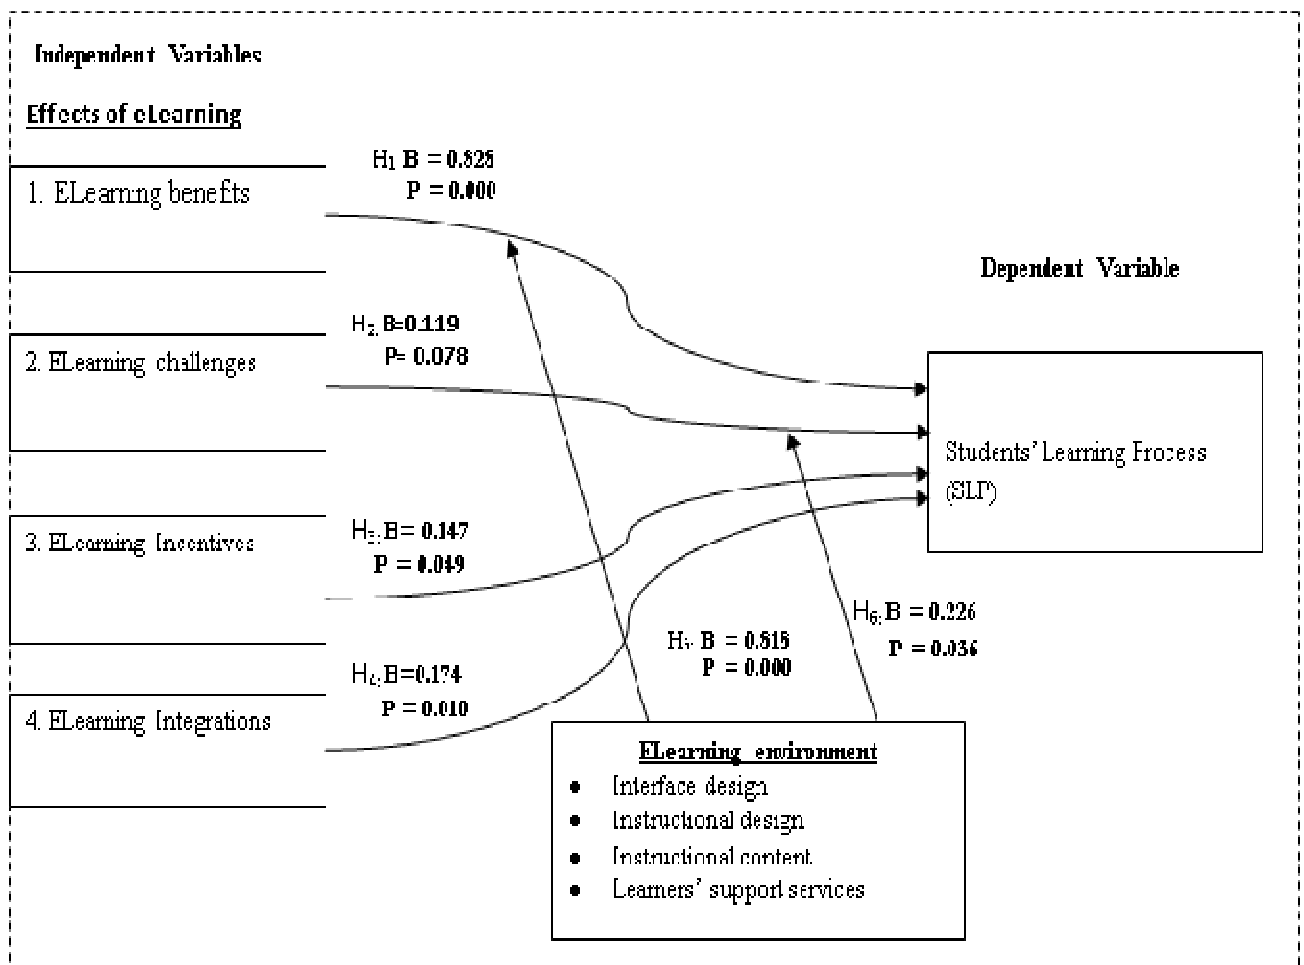 Independent Variables
Effects of eLearning
H1 B = 0.828
P = 0.000
1. ELearning benefits
Dependent Variable
H2: B=0.119
P= 0.078
2. ELearning challenges
Students' Learning Process
(SLP)
H3: B= 0.147
P = 0.049
3. ELearning Incentives
H6: B = 0.226
P = 0.036
H5: B = 0.818
P = 0.000
H4: B=0.174
P = 0.010
4. ELearning Integrations
ELearning environment
● Interface design
● Instructional design
● Instructional content
● Learners' support services